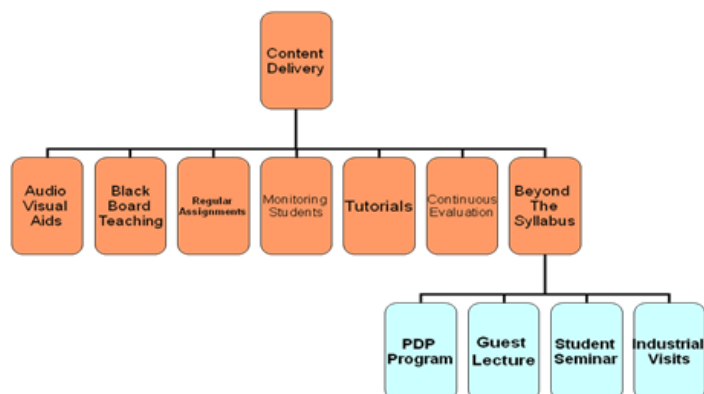 Content
Delivery
Audio
Visual
Aids
Black
Board
Teaching
Regular
Assignments
Monitoring
Students
Tutorials
Continuous
Evaluation
Beyond
The
Syllabus
PDP
Program
Guest
Lecture
Student
Seminar
Industrial
Visits